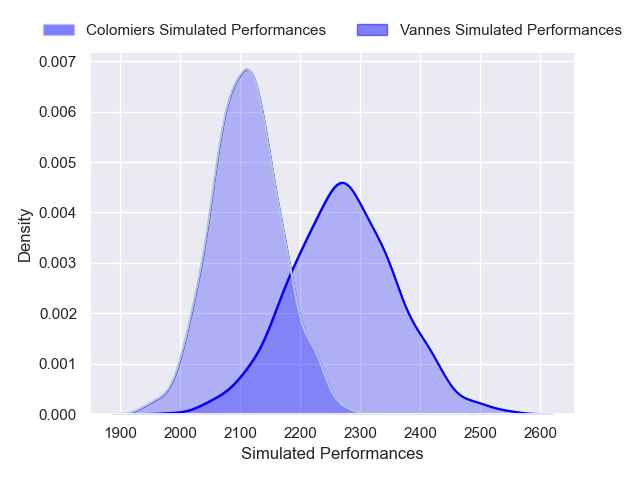 Colomiers Simulated Performances Vannes Simulated Performances
0.007
0.006
0.005
0.004
0.003
0.002
0.001
0.000
Density
1900 2000 2100 2200 2300 2400 2500 2600
Simulated Performances